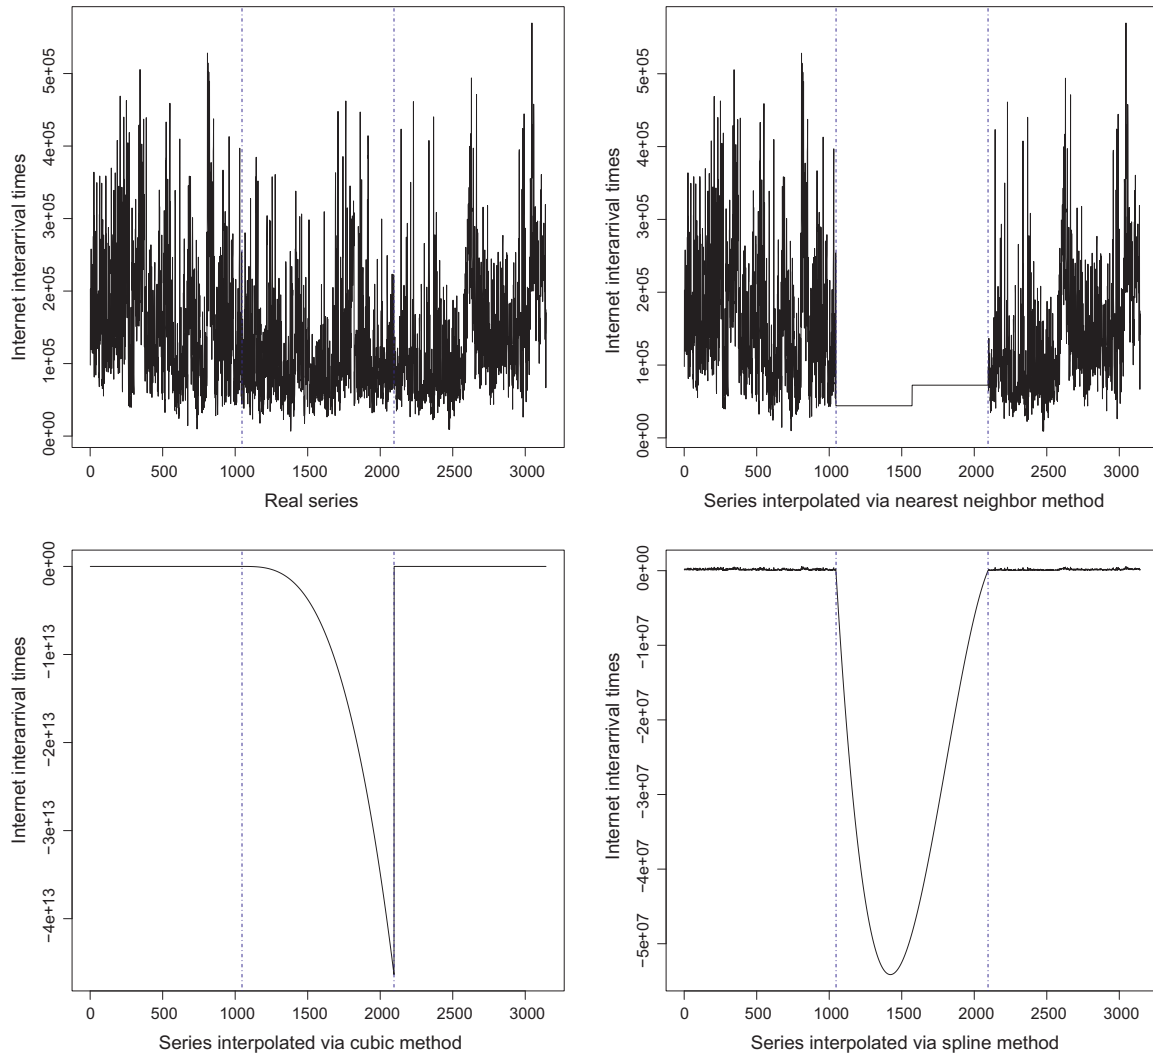 Internet interarrival times
0e+00 1e+05 2e+05 3e+05 4e+05 5e+05
0 500 1000 1500 2000 2500 3000
Real series
Internet interarrival times
0e+00 1e+05 2e+05 3e+05 4e+05 5e+05
0 500 1000 1500 2000 2500 3000
Series interpolated via nearest neighbor method
Internet interarrival times
−4e+13 −3e+13 −2e+13 −1e+13 0e+00
0 500 1000 1500 2000 2500 3000
Series interpolated via cubic method
Internet interarrival times
−5e+07 −4e+07 −3e+07 −2e+07 −1e+07 0e+00
0 500 1000 1500 2000 2500 3000
Series interpolated via spline method